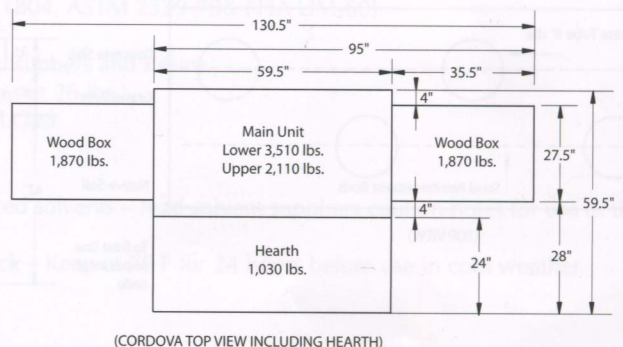 130.5"
95"
59.5"
35.5"
4"
Wood Box
1,870 lbs.
Main Unit
Lower 3,510 lbs.
Upper 2,110 lbs.
Wood Box
1,870 lbs.
27.5"
59.5"
4"
Hearth
1,030 lbs.
24"
28"
(CORDOVA TOP VIEW INCLUDING HEARTH)